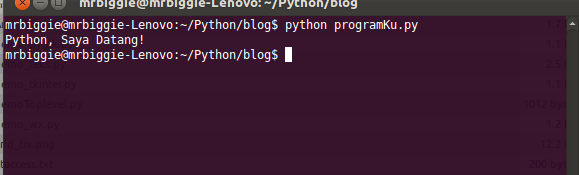 mrbiggie@mrbiggie-Lenovo: ~/Python/blog
mrbiggie@mrbiggie-Lenovo:~/Python/blog$ python programKu.py
Python, Saya Datang!
mrbiggie@mrbiggie-Lenovo:~/Python/blog$